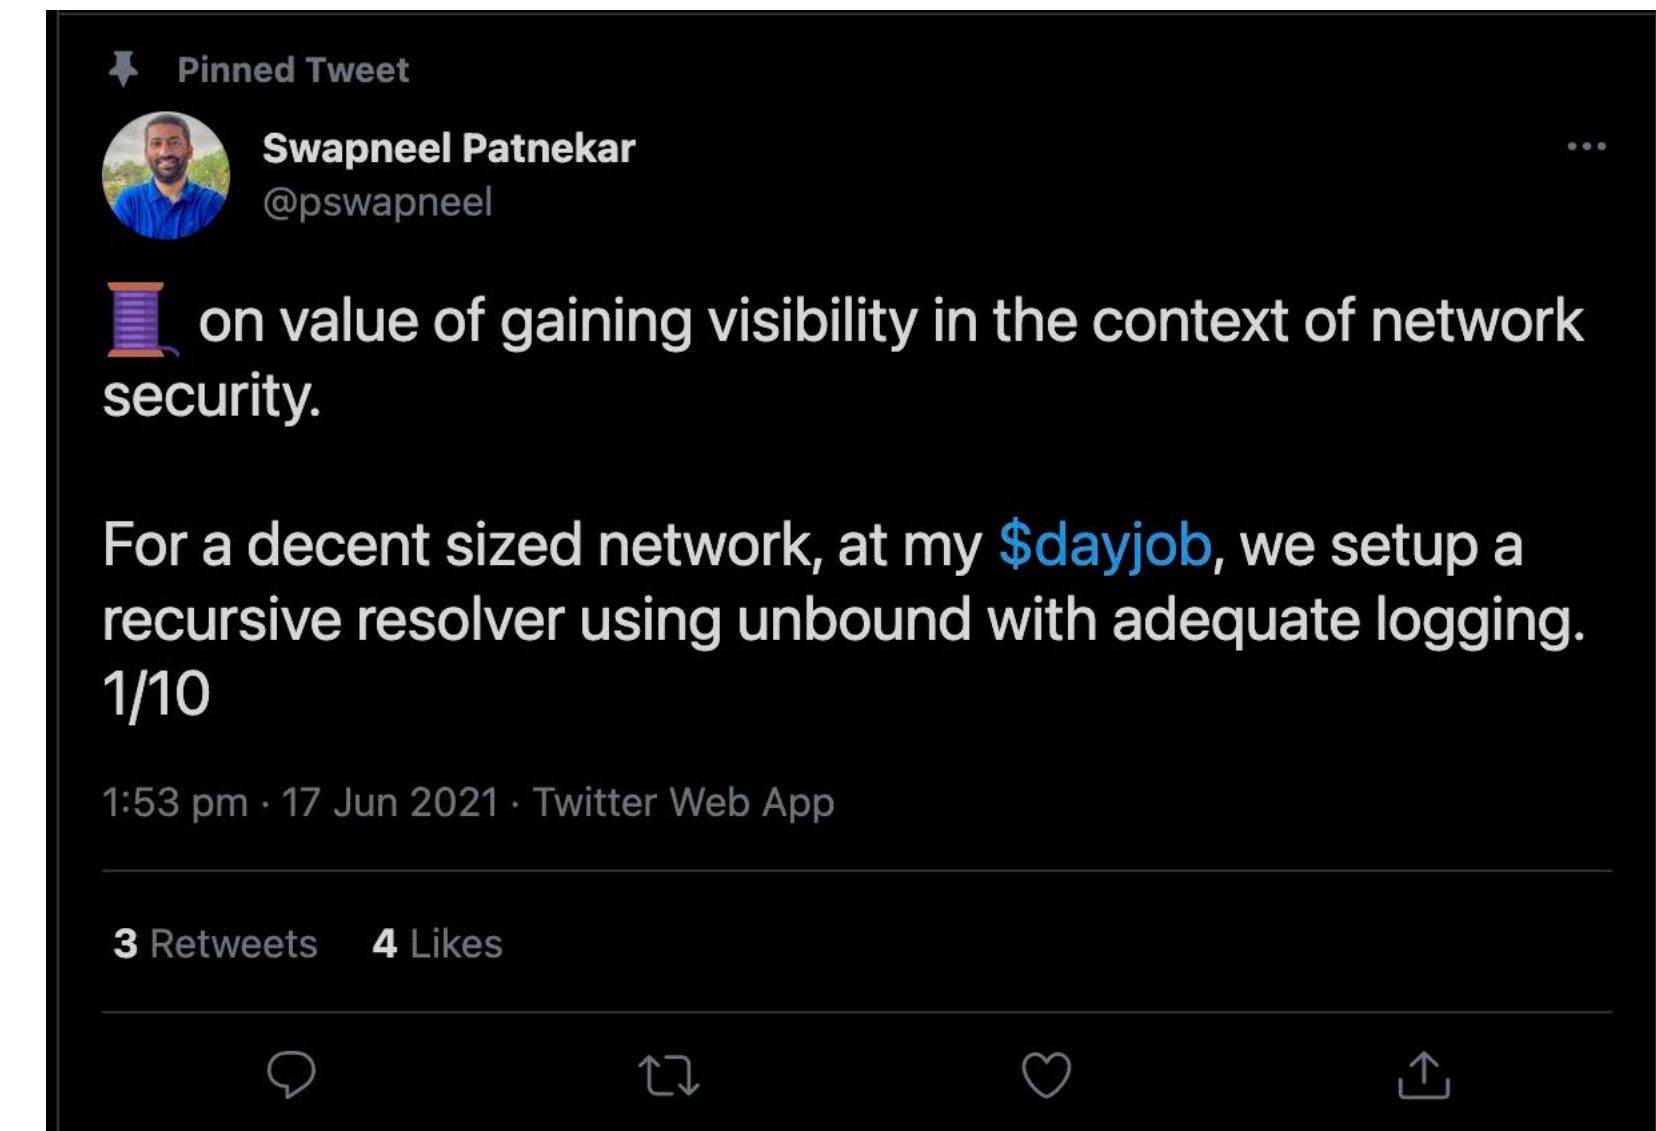 Pinned Tweet
Swapneel Patnekar
@pswapneel
🧵 on value of gaining visibility in the context of network
security.
For a decent sized network, at my $dayjob, we setup a
recursive resolver using unbound with adequate logging.
1/10
1:53 pm · 17 Jun 2021 · Twitter Web App
3 Retweets 4 Likes